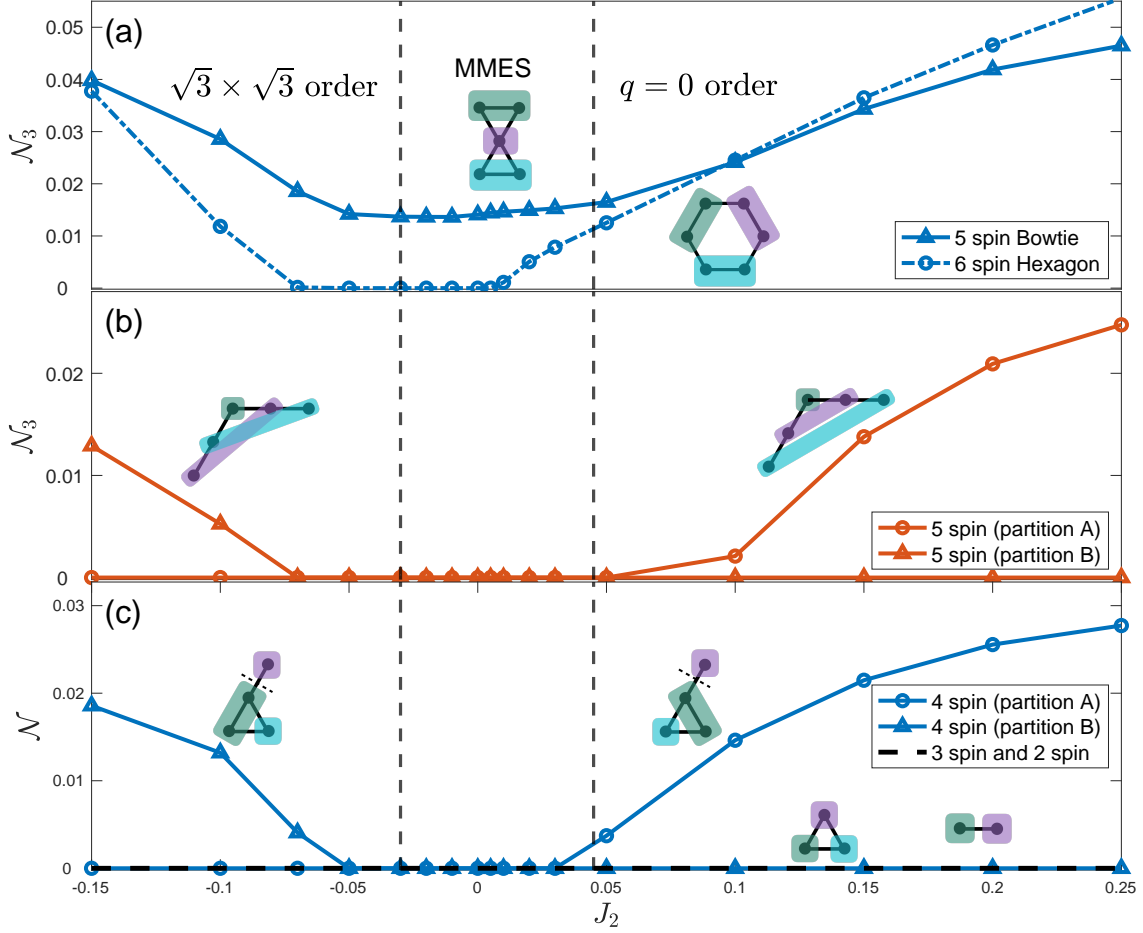 (a)
√3 × √3 order
MMES
q = 0 order
0.05
0.04
0.03
0.02
0.01
0
𝒩₃
5 spin Bowtie
6 spin Hexagon
(b)
0.02
0.01
0
𝒩₃
5 spin (partition A)
5 spin (partition B)
(c)
0.03
0.02
0.01
0
𝒩
4 spin (partition A)
4 spin (partition B)
3 spin and 2 spin
-0.15 -0.1 -0.05 0 0.05 0.1 0.15 0.2 0.25
J₂